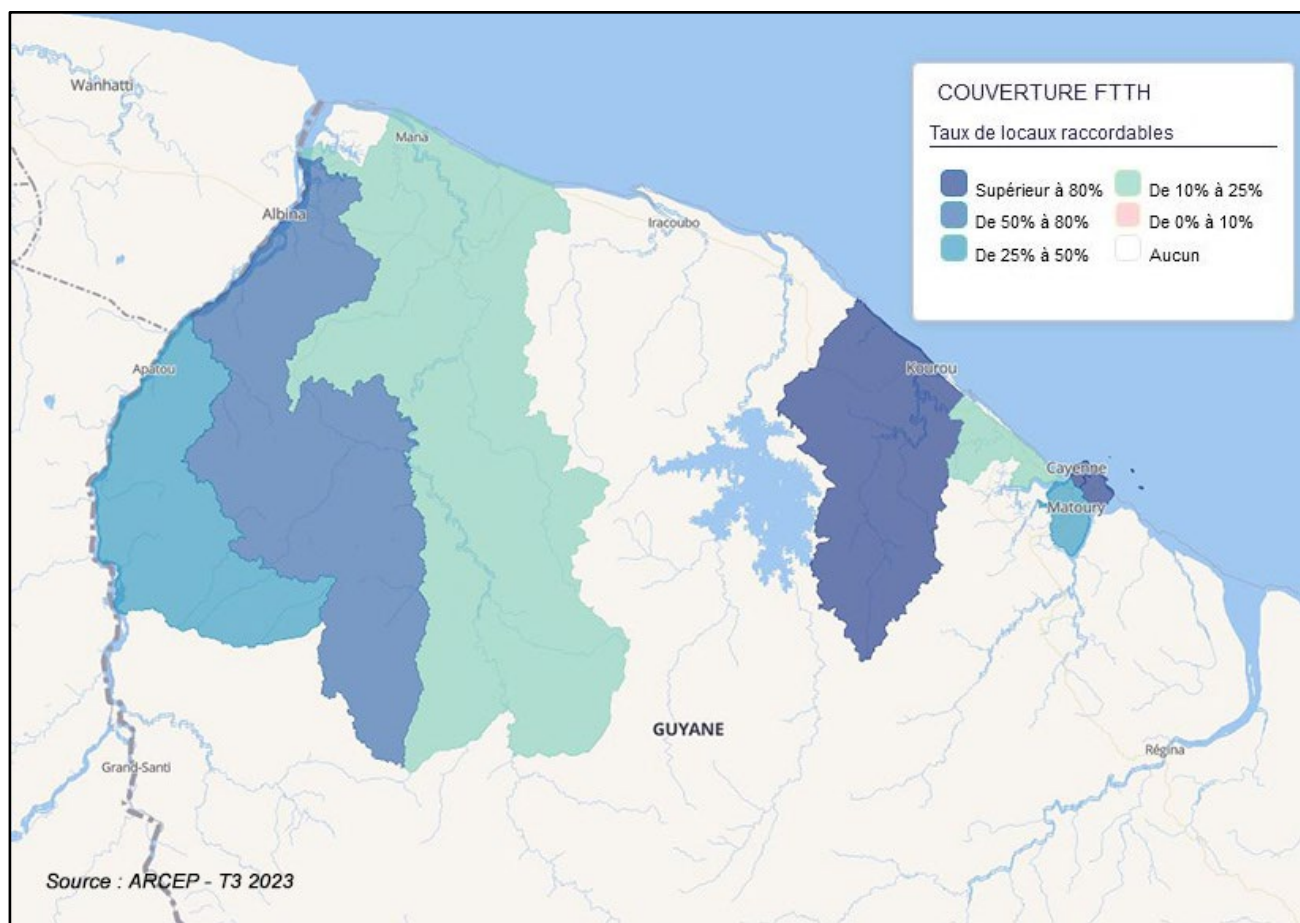 Wanhatti
COUVERTURE FTTH
Taux de locaux raccordables
Supérieur à 80%
De 10% à 25%
De 50% à 80%
De 0% à 10%
De 25% à 50%
Aucun
Mana
Albina
Iracoubo
Apatou
Kourou
Cayenne
Matoury
GUYANE
Régina
Grand-Santi
Source : ARCEP - T3 2023